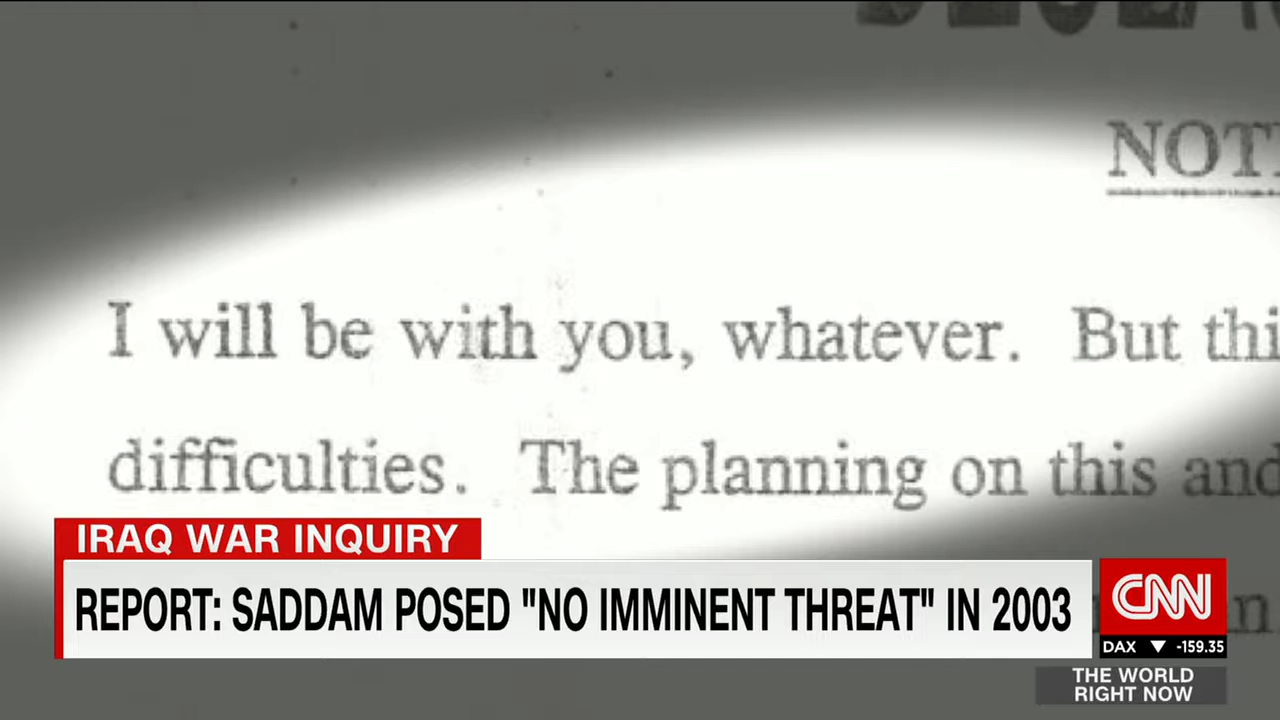 NOT
I will be with you, whatever. But thi
difficulties. The planning on this and
IRAQ WAR INQUIRY
REPORT: SADDAM POSED "NO IMMINENT THREAT" IN 2003
CNN
DAX ▼ -159.35
THE WORLD
RIGHT NOW